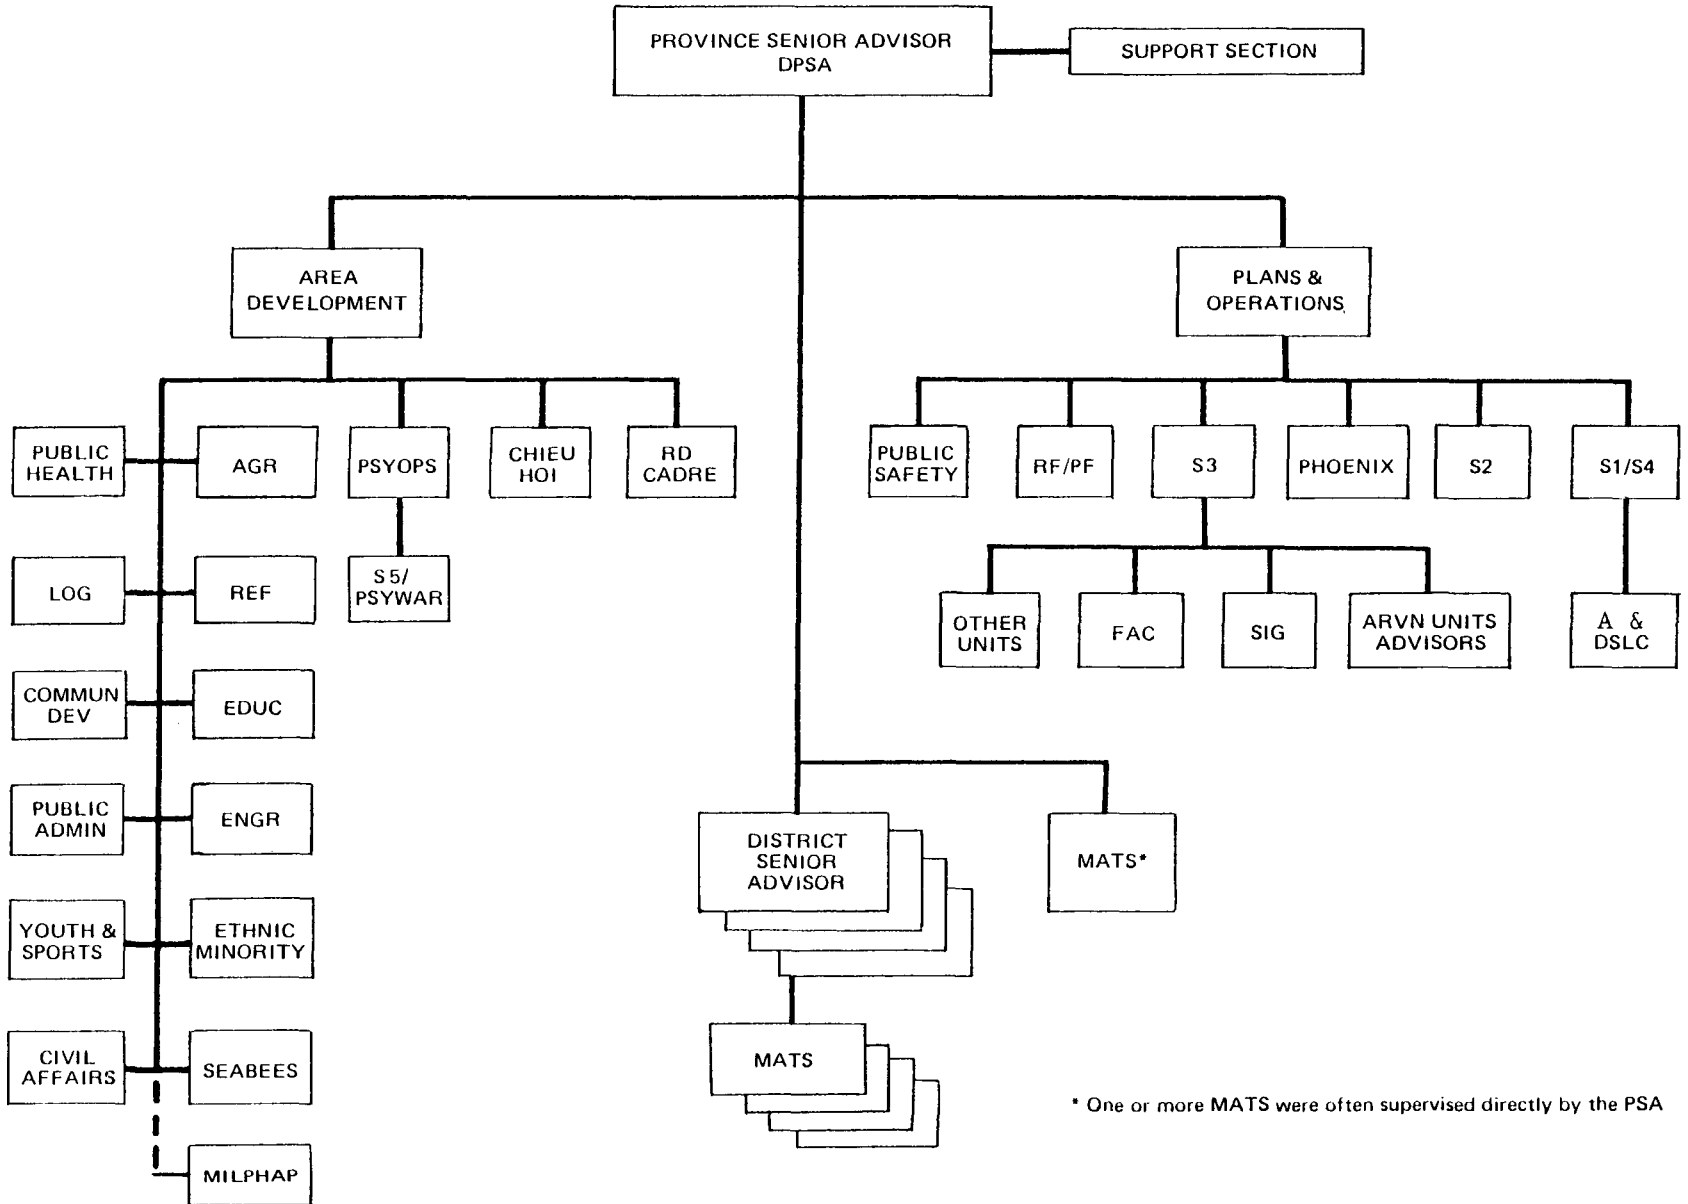 PROVINCE SENIOR ADVISOR
DPSA
SUPPORT SECTION
AREA
DEVELOPMENT
PLANS &
OPERATIONS
PUBLIC
HEALTH
AGR
PSYOPS
CHIEU
HOI
RD
CADRE
PUBLIC
SAFETY
RF/PF
S3
PHOENIX
S2
S1/S4
LOG
REF
S5/
PSYWAR
OTHER
UNITS
FAC
SIG
ARVN UNITS
ADVISORS
A &
DSLC
COMMUN
DEV
EDUC
PUBLIC
ADMIN
ENGR
DISTRICT
SENIOR
ADVISOR
MATS*
YOUTH &
SPORTS
ETHNIC
MINORITY
CIVIL
AFFAIRS
SEABEES
MATS
* One or more MATS were often supervised directly by the PSA
MILPHAP